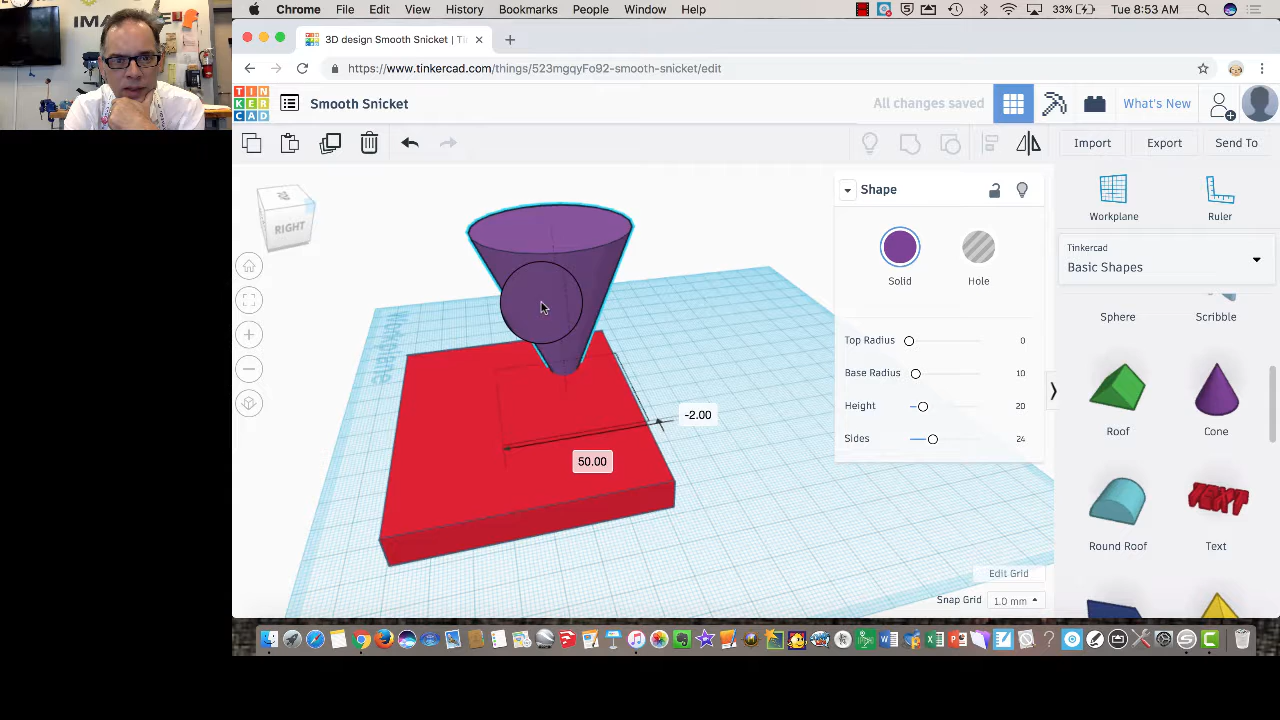 Chrome File Edit View History Bookmarks People Window Help 33% Tue 8:53 AM
3D design Smooth Snicket | Ti
https://www.tinkercad.com/things/523mgqyFo92-smooth-snicket/edit
TIN
KER
CAD
Smooth Snicket
All changes saved
What's New
Import Export Send To
RIGHT
Workplane
Shape
Solid
Hole
Top Radius 0
Base Radius 10
Height 20
Sides 24
-2.00
50.00
Edit Grid
Snap Grid 1.0 mm
Workplane
Ruler
Tinkercad
Basic Shapes
Sphere
Scribble
Roof
Cone
Round Roof
TEXT
Text